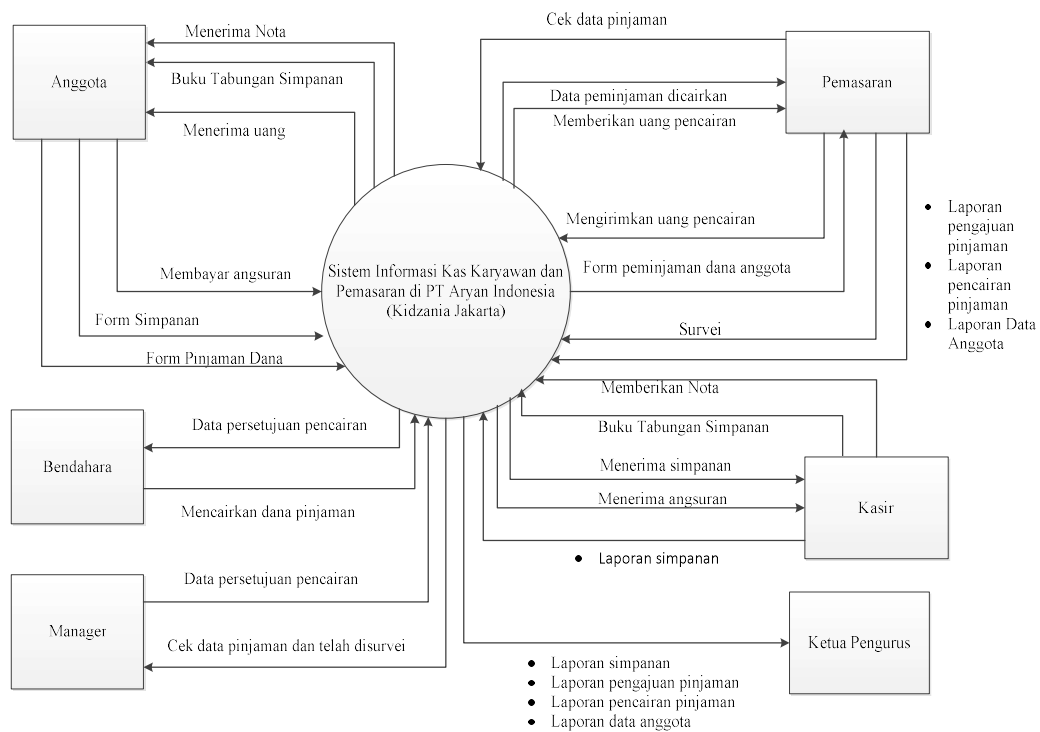 Cek data pinjaman
Menerima Nota
Anggota
Buku Tabungan Simpanan
Pemasaran
Data peminjaman dicairkan
Memberikan uang pencairan
Menerima uang
Laporan
pengajuan
pinjaman
Laporan
pencairan
pinjaman
Laporan Data
Anggota
Mengirimkan uang pencairan
Membayar angsuran
Sistem Informasi Kas Karyawan dan
Pemasaran di PT Aryan Indonesia
(Kidzania Jakarta)
Form peminjaman dana anggota
Form Simpanan
Survei
Form Pinjaman Dana
Memberikan Nota
Data persetujuan pencairan
Buku Tabungan Simpanan
Bendahara
Menerima simpanan
Menerima angsuran
Kasir
Mencairkan dana pinjaman
Laporan simpanan
Data persetujuan pencairan
Manager
Cek data pinjaman dan telah disurvei
Ketua Pengurus
Laporan simpanan
Laporan pengajuan pinjaman
Laporan pencairan pinjaman
Laporan data anggota